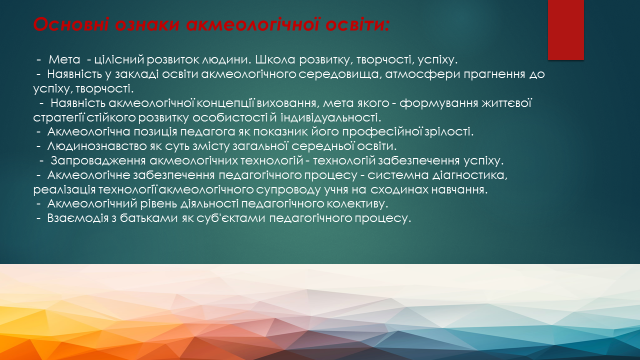 Основні ознаки акмеологічної освіти:
- Мета - цілісний розвиток людини. Школа розвитку, творчості, успіху.
- Наявність у закладі освіти акмеологічного середовища, атмосфери прагнення до
успіху, творчості.
- Наявність акмеологічної концепції виховання, мета якого - формування життєвої
стратегії стійкого розвитку особистості й індивідуальності.
- Акмеологічна позиція педагога як показник його професійної зрілості.
- Людинознавство як суть змісту загальної середньої освіти.
- Запровадження акмеологічних технологій - технологій забезпечення успіху.
- Акмеологічне забезпечення педагогічного процесу - системна діагностика,
реалізація технології акмеологічного супроводу учня на сходинах навчання.
- Акмеологічний рівень діяльності педагогічного колективу.
- Взаємодія з батьками як суб'єктами педагогічного процесу.